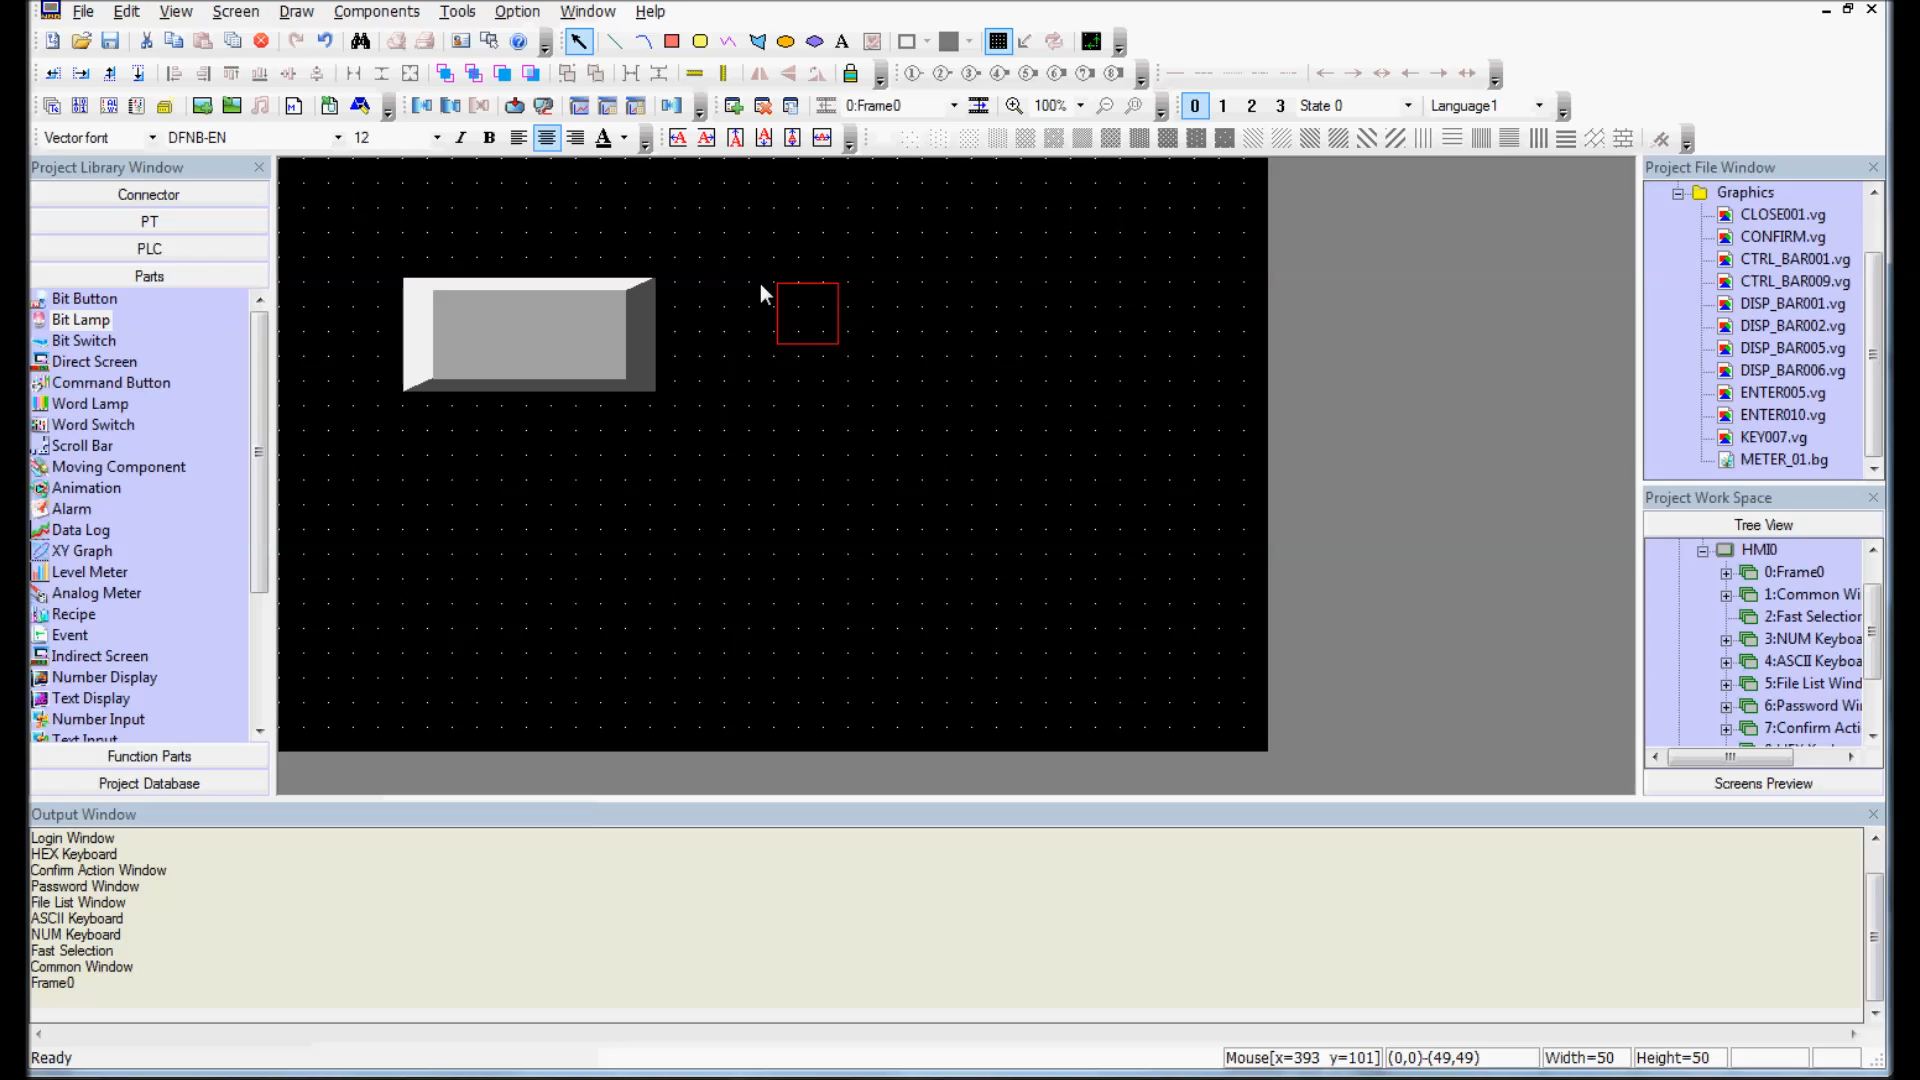 File Edit View Screen Draw Components Tools Option Window Help
0:Frame0 100% 0 1 2 3 State 0 Language1
Vector font DFNB-EN 12 I B A
Project Library Window
Connector
PT
PLC
Parts
Bit Button
Bit Lamp
Bit Switch
Direct Screen
Command Button
Word Lamp
Word Switch
Scroll Bar
Moving Component
Animation
Alarm
Data Log
XY Graph
Level Meter
Analog Meter
Recipe
Event
Indirect Screen
Number Display
Text Display
Number Input
Text Input
Function Parts
Project Database
Project File Window
Graphics
CLOSE001.vg
CONFIRM.vg
CTRL_BAR001.vg
CTRL_BAR009.vg
DISP_BAR001.vg
DISP_BAR002.vg
DISP_BAR005.vg
DISP_BAR006.vg
ENTER005.vg
ENTER010.vg
KEY007.vg
METER_01.bg
Project Work Space
Tree View
HMI0
0:Frame0
1:Common Wi
2:Fast Selection
3:NUM Keyboa
4:ASCII Keyboa
5:File List Wind
6:Password Wi
7:Confirm Acti
Screens Preview
Output Window
Login Window
HEX Keyboard
Confirm Action Window
Password Window
File List Window
ASCII Keyboard
NUM Keyboard
Fast Selection
Common Window
Frame0
Ready Mouse[x=393 y=101] (0,0)-(49,49) Width=50 Height=50